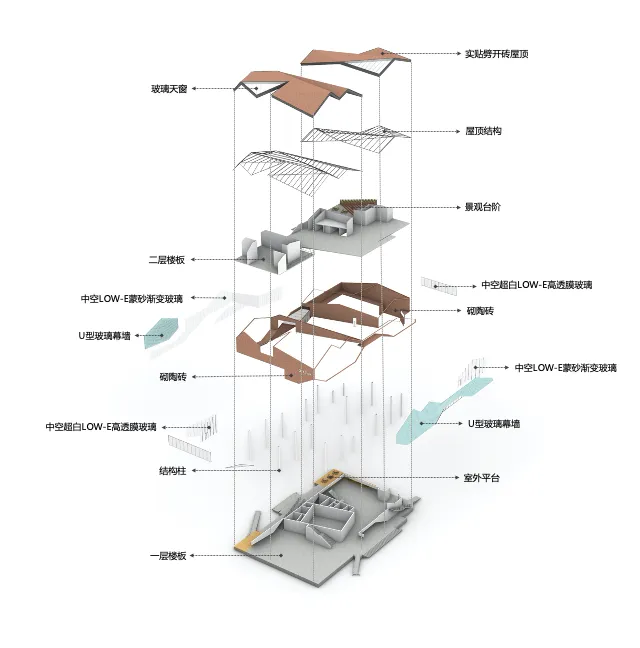 实贴劈开砖屋顶
玻璃天窗
屋顶结构
景观台阶
二层楼板
中空超白LOW-E高透膜玻璃
中空LOW-E蒙砂渐变玻璃
砌陶砖
U型玻璃幕墙
中空LOW-E蒙砂渐变玻璃
砌陶砖
U型玻璃幕墙
中空超白LOW-E高透膜玻璃
结构柱
室外平台
一层楼板